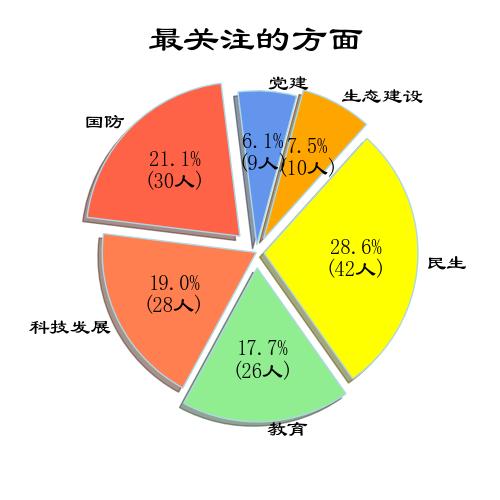 最关注的方面
党建
6.1%
(9人)
生态建设
7.5%
(10人)
国防
21.1%
(30人)
28.6%
(42人)
民生
19.0%
(28人)
科技发展
17.7%
(26人)
教育